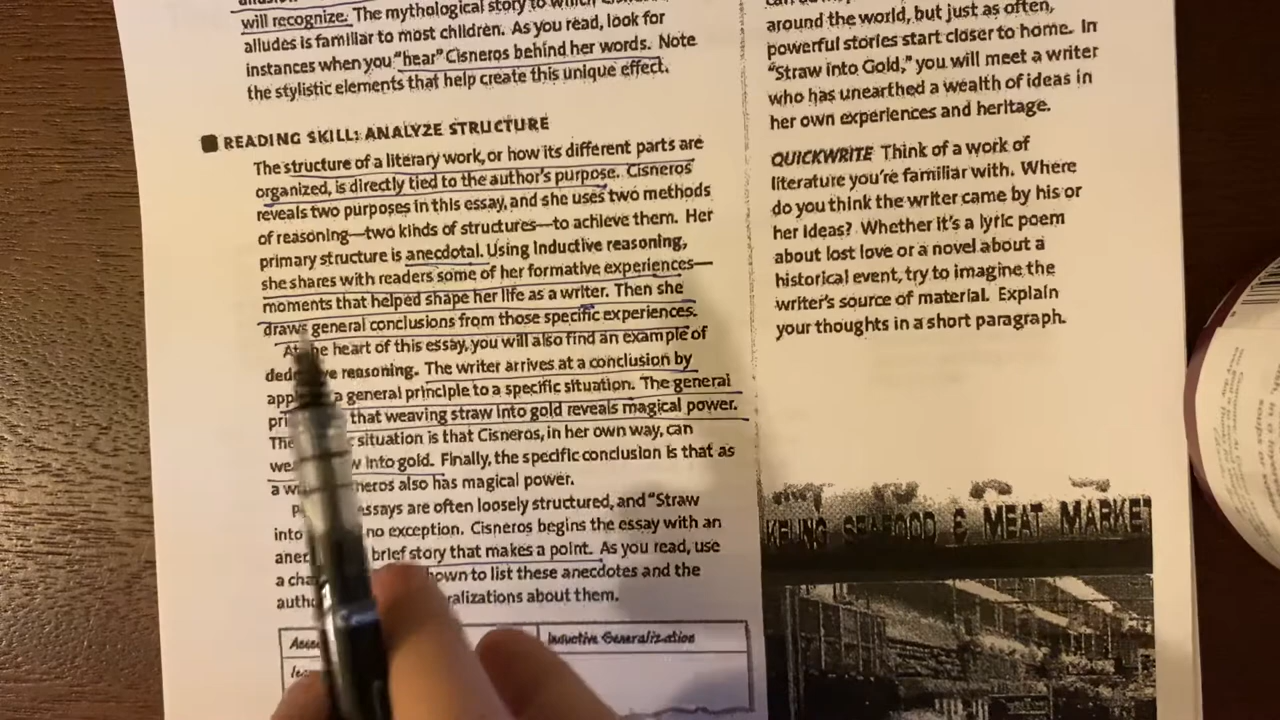 will recognize. The mythological story to which
alludes is familiar to most children. As you read, look for
instances when you "hear" Cisneros behind her words. Note
the stylistic elements that help create this unique effect.
READING SKILL: ANALYZE STRUCTURE
The structure of a literary work, or how its different parts are
organized, is directly tied to the author's purpose. Cisneros
reveals two purposes in this essay, and she uses two methods
of reasoning—two kinds of structures—to achieve them. Her
primary structure is anecdotal. Using inductive reasoning,
she shares with readers some of her formative experiences—
moments that helped shape her life as a writer. Then she
draws general conclusions from those specific experiences.
At the heart of this essay, you will also find an example of
reasoning. The writer arrives at a conclusion by
a general principle to a specific situation. The general
that weaving straw into gold reveals magical power.
The situation is that Cisneros, in her own way, can
into gold. Finally, the specific conclusion is that as
a also has magical power.
essays are often loosely structured, and "Straw
into no exception. Cisneros begins the essay with an
brief story that makes a point. As you read, use
a to list these anecdotes and the
about them.
Inductive Generalization
around the world, but just as often,
powerful stories start closer to home. In
"Straw into Gold," you will meet a writer
who has unearthed a wealth of ideas in
her own experiences and heritage.
QUICKWRITE Think of a work of
literature you're familiar with. Where
do you think the writer came by his or
her ideas? Whether it's a lyric poem
about lost love or a novel about a
historical event, try to imagine the
writer's source of material. Explain
your thoughts in a short paragraph.
SEAFOOD & MEAT MARKET